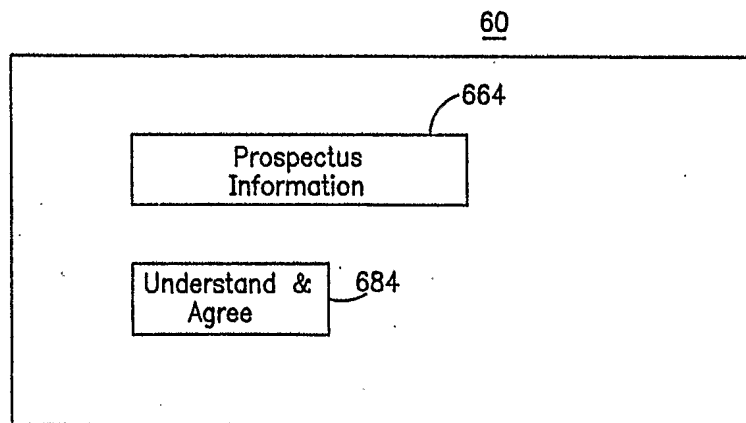 60
664
Prospectus
Information
Understand &
Agree
684